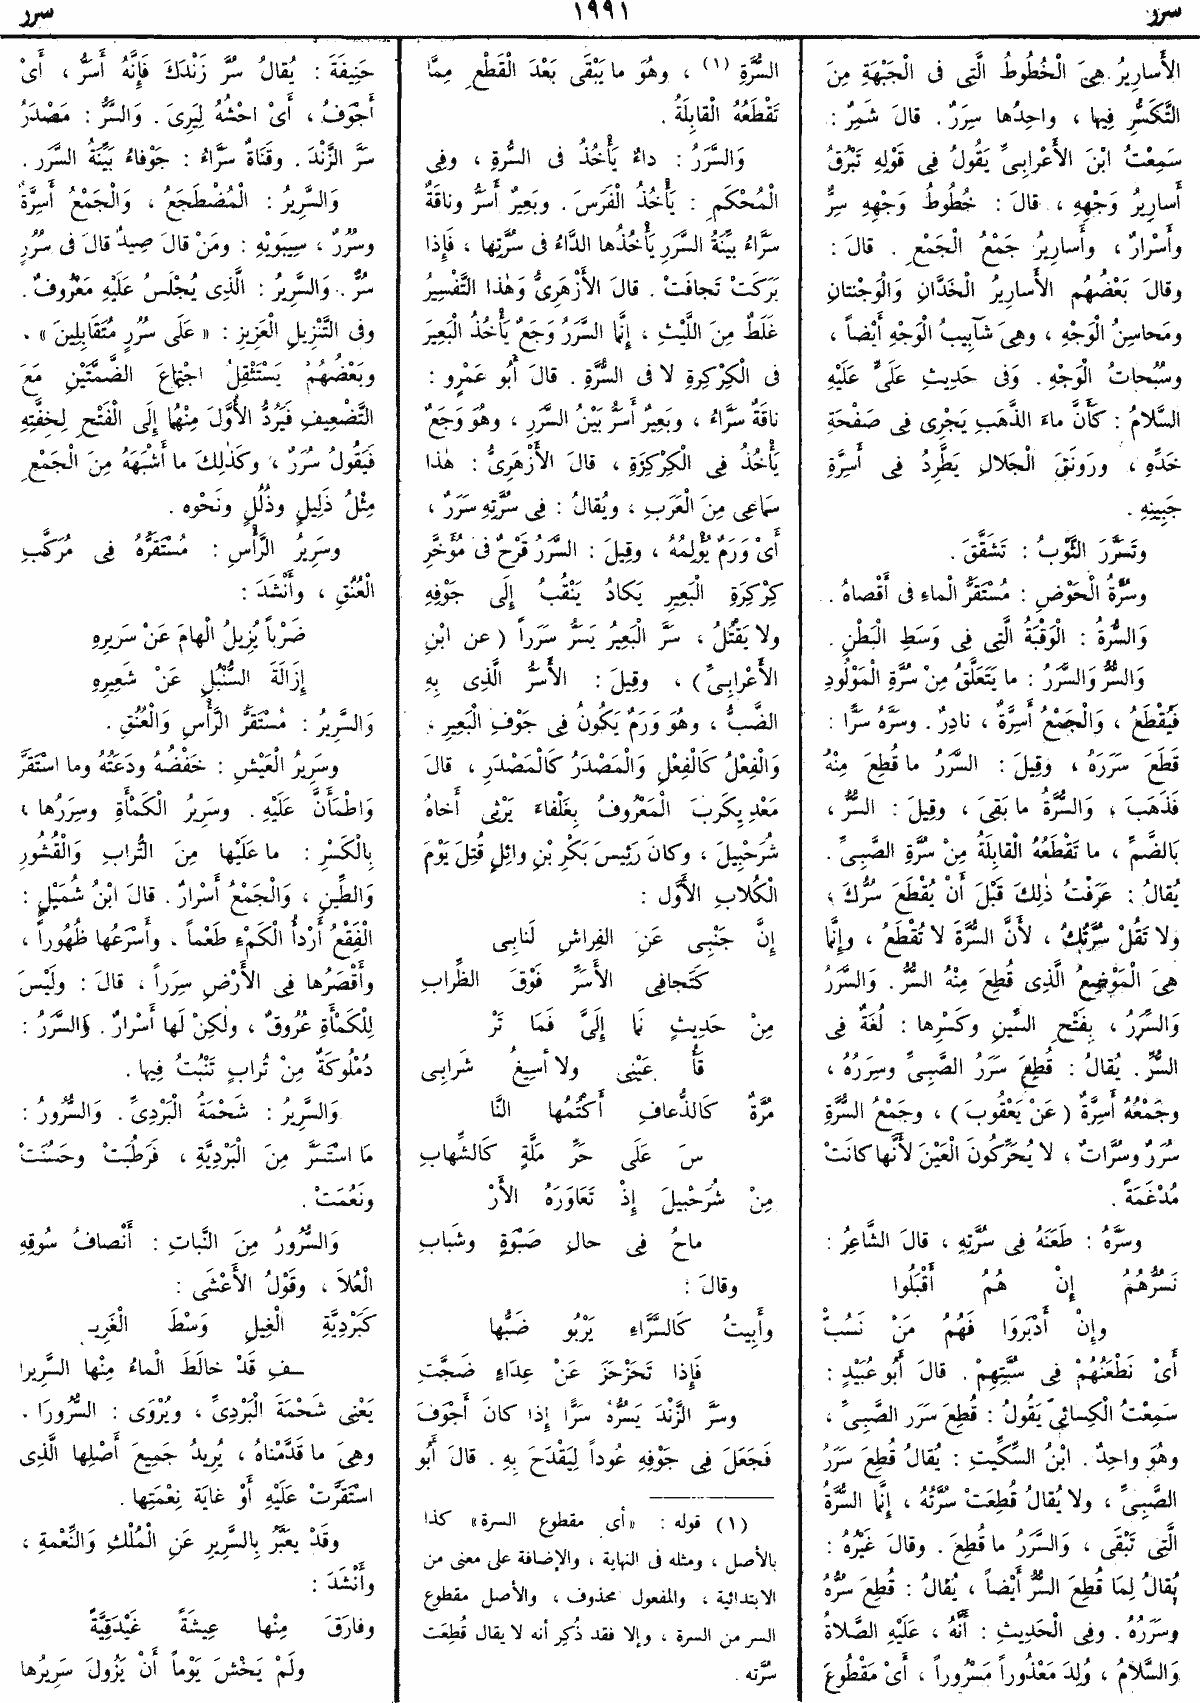 سرر
١٩٩١
سرر
الأَسارِيرُ هِىَ الْخُطُوطُ الَّتِى فى الْجَبْهَةِ مِنَ
التَّكَسُّرِ فِيها ، واحِدُها سِرَرٌ . قالَ شَمِرٌ :
سَمِعْتُ ابْنَ الأَعْرابِىِّ يَقُولُ فِى قَوْلِهِ تَبْرُقُ
أَسارِيرُ وَجْهِهِ ، قالَ : خُطُوطُ وَجْهِهِ سِرٌّ
وأَسْرارٌ ، وأَسارِيرُ جَمْعُ الْجَمْعِ . قالَ :
وقالَ بَعْضُهُم الأَسارِيرُ الْخَدَّانِ والْوَجْنتانِ
ومَحاسِنُ الْوَجْهِ ، وهِىَ شَآبِيبُ الْوَجْهِ أَيْضاً ،
وسُبُحاتُ الْوَجْهِ . وَفى حَدِيثِ عَلَىٍّ عَلَيْهِ
السَّلامُ : كَأَنَّ ماءَ الذَّهَبِ يَجْرِى فِى صَفْحَةِ
خَدِّهِ ، ورَوْنَقَ الْجَلالِ يَطَّرِدُ فِى أَسِرَّةِ
جَبِينِهِ .
وتَسَرَّرَ الثَّوْبُ : تَشَقَّقَ .
وسُرَّةُ الْحَوْضِ : مُسْتَقَرُّ الْماءِ فى أَقْصاهُ .
وَالسُّرَّةُ : الْوَقْبَةُ الَّتِى فِى وَسَطِ الْبَطْنِ .
وَالسُّرُّ وَالسَّرَرُ : ما يَتَعَلَّقُ مِنْ سُرَّةِ الْمَوْلُودِ
فَيُقْطَعُ ، وَالْجَمْعُ أَسِرَّةٌ ، نادِرٌ . وسَرَّهُ سَرًّا :
قَطَعَ سَرَرَهُ ، وقِيلَ : السَّرَرُ ما قُطِعَ مِنْهُ
فَذَهَبَ ، وَالسُّرَّةُ ما بَقِىَ ، وقِيلَ : السُّرُّ ،
بِالضَّمِّ ، ما تَقْطَعُهُ الْقابِلَةُ مِنْ سُرَّةِ الصَّبِىِّ .
يُقالُ : عَرَفْتُ ذلِكَ قَبْلَ أَنْ يُقْطَعَ سُرُّكَ ،
ولا تَقُلْ سُرَّتُكَ ، لأَنَّ السُّرَّةَ لا تُقْطَعُ ، وإِنَّما
هِىَ الْمَوْضِعُ الَّذِى قُطِعَ مِنْهُ السُّرُّ . وَالسَّرَرُ
وَالسِّرَرُ ، بِفَتْحِ السِّينِ وكَسْرِها : لُغَةٌ فِى
السُّرِّ . يُقالُ : قُطِعَ سَرَرُ الصَّبِىِّ وسِرَرُهُ ،
وجَمْعُهُ أَسِرَّةٌ ( عَنْ يَعْقُوبَ ) ، وجَمْعُ السُّرَّةِ
سُرَرٌ وسُرَّاتٌ ، لا يُحَرِّكُونَ الْعَيْنَ لأَنَّها كانَتْ
مُدْغَمَةً .
وسَرَّهُ : طَعَنَهُ فِى سُرَّتِهِ ، قالَ الشَّاعِرُ :
نَسُرُّهُمُ إِنْ هُمُ أَقْبَلُوا
وإِنْ أَدْبَرُوا فَهُمُ مَنْ نَسُبّْ
أَىْ نَطْعَنُهُمْ فِى سُبَّتِهِمْ . قالَ أَبُو عُبَيْدٍ :
سَمِعْتُ الْكِسائِىَّ يَقُولُ : قُطِعَ سَرَر الصَّبِىِّ ،
وهُوَ واحِدٌ . ابْنُ السِّكِّيتِ : يُقالُ قُطِعَ سَرَرُ
الصَّبِىِّ ، ولا يُقالُ قُطِعَتْ سُرَّتُهُ ، إِنَّما السُّرَّةُ
الَّتِى تَبْقَى ، وَالسَّرَرُ ما قُطِعَ . وقالَ غَيْرُهُ :
يُقالُ لِمَا قُطِعَ السُّرُّ أَيْضاً ، يُقالُ : قُطِعَ سُرُّهُ
وسَرَرُهُ . وفِى الْحَدِيثِ : أَنَّهُ ، عَلَيْهِ الصَّلاةُ
وَالسَّلامُ ، وُلِدَ مَعْذُوراً مَسْرُوراً ، أَىْ مَقْطُوعَ
السُّرَّةِ (١) ، وهُوَ ما يَبْقَى بَعْدَ الْقَطْعِ مِمَّا
تَقْطَعُهُ الْقابِلَةُ .
وَالسَّرَرُ : داءٌ يَأْخُذُ فى السُّرَّةِ ، وفِى
الْمُحْكَمِ : يَأْخُذُ الْفَرَسَ . وبَعِيرٌ أَسَرُّ وناقَةٌ
سَرَّاءُ بيِّنَةُ السَّرَرِ يَأْخُذُها الدَّاءُ فى سُرَّتِها ، فَإِذا
بَرَكَتْ تَجافَتْ . قالَ الأَزْهَرِىُّ وَهٰذا التَّفْسِيرُ
غَلَطٌ مِنَ اللَّيْثِ ، إِنَّما السَّرَرُ وَجَعٌ يَأْخُذُ الْبَعِيرَ
فى الْكِرْكِرَةِ لا فى السُّرَّةِ . قالَ أَبُو عَمْرٍو :
ناقَةٌ سَرَّاءُ ، وبَعِيرٌ أَسَرُّ بَيْنُ السَّرَرِ ، وهُوَ وَجَعٌ
يَأْخُذُ فِى الْكِرْكِرَةِ ، قالَ الأَزْهَرِىُّ : هٰذا
سَمَاعِى مِنَ الْعَرَبِ ، ويُقالُ : فِى سُرَّتِهِ سَرَرٌ ،
أَىْ وَرَمٌ يُؤْلِمُهُ ، وقِيلَ : السَّرَرُ قَرْحٌ فى مُؤَخَّرِ
كِرْكِرَةِ الْبَعِيرِ يَكادُ يَنْقُبُ إِلَى جَوْفِهِ
ولا يَقْتُلُ ، سَرَّ الْبَعِيرُ يَسَرُّ سَرَراً ( عن ابْنِ
الأَعْرابِىِّ ) ، وقِيلَ : الأَسَرُّ الَّذِى بِهِ
الضَّبُّ ، وهُوَ وَرَمٌ يَكُونُ فِى جَوْفِ الْبَعِيرِ ،
وَالْفِعْلُ كَالْفِعْلِ وَالْمَصْدَرُ كَالْمَصْدَرِ ، قالَ
مَعْدِ يكَرِبَ الْمَعْرُوفُ بِغَلْفاءَ يَرْثِى أَخاهُ
شُرَحْبِيلَ ، وكانَ رَئِيسَ بَكْرِ بْنِ وائِلٍ قُتِلَ يَوْمَ
الْكُلابِ الأَوَّلِ :
إِنَّ جَنْبِى عَنِ الفِراشِ لَنابِى
كَتَجافِى الأَسَرِّ فَوْقَ الظِّرابِ
مِنْ حَدِيثٍ نَما إِلَىَّ فَمَا تَرْ
قَأُ عَيْنِى ولا أُسِيغُ شَرابِى
مُرَّةٌ كَالذُّعافِ أَكْتُمُها النَّا
سَ عَلَى حَرِّ مَلَّةٍ كَالشِّهابِ
مِنْ شُرَحْبِيلَ إِذْ تَعَاوَرَهُ الأَرْ
ماحُ فِى حالِ صَبْوَةٍ وشَبابِ
وقالَ :
وأَبِيتُ كَالسَّرَّاءِ يَرْبُو ضَبُّها
فَإِذا تَحَزْحَزَ عَنْ عِدَاءٍ ضَجَّتِ
وسَرَّ الزَّنْدَ يَسُرُّهُ سَرًّا إِذا كانَ أَجْوَفَ
فَجَعَلَ فِى جَوْفِهِ عُوداً لِيَقْدَحَ بِهِ . قالَ أَبُو
(١) قوله : «أى مقطوع السرة» كذا
بالأصل ، ومثله فى النهاية ، والإضافة على معنى من
الابتدائية ، والمفعول محذوف ، والأصل مقطوع
السر من السرة ، وإلا فقد ذُكِر أنه لا يقال قُطِعَت
سُرَّته .
حَنِيفَةَ : يُقالُ سُرَّ زَنْدَكَ فَإِنَّهُ أَسَرُّ ، أَىْ
أَجْوَفُ ، أَىْ احْشُهُ لِيَرِىَ . وَالسَّرُّ : مَصْدَرُ
سَرَّ الزَّنْدَ . وقَناةٌ سَرَّاءُ : جَوْفاءُ بَيِّنَةُ السَّرَرِ .
وَالسَّرِيرُ : الْمُضْطَجَعُ ، وَالْجَمْعُ أَسِرَّةٌ
وسُرُرٌ ، سِيبَوَيْهِ : ومَنْ قالَ صِيدٌ قالَ فى سُرُرٍ
سُرٌّ . وَالسَّرِيرُ : الَّذِى يُجْلَسُ عَلَيْهِ مَعْرُوفٌ .
وفى التَّنْزِيلِ الْعَزِيزِ : « عَلَى سُرُرٍ مُتَقَابِلِينَ » .
وبَعْضُهُمْ يَسْتَثْقِلُ اجْتِماعَ الضَّمَّتَيْنِ مَعَ
التَّضْعِيفِ فَيَرُدُّ الأَوَّلَ مِنْهُما إِلَى الْفَتْحِ لِخِفَّتِهِ
فَيَقُولُ سُرَرٌ ، وكَذٰلِكَ ما أَشْبَهَهُ مِنَ الْجَمْعِ
مِثْلُ ذَلِيلٍ وذُلُلٍ ونَحْوِه .
وسَرِيرُ الرَّأْسِ : مُسْتَقَرُّهُ فِى مُرَكَّبِ
الْعُنُقِ ، وأَنْشَدَ :
ضَرْباً يُزِيلُ الْهامَ عَنْ سَرِيرِهِ
إِزَالَةَ السُّنْبُلِ عَنْ شَعِيرِهِ
وَالسَّرِيرُ : مُسْتَقَرُّ الرَّأْسِ وَالْعُنُقِ .
وسَرِيرُ الْعَيْشِ : خَفْضُهُ ودَعَتُهُ وما اسْتَقَرَّ
وَاطْمَأَنَّ عَلَيْهِ . وسَرِيرُ الْكَمْأَةِ وسِرَرُها ،
بِالْكَسْرِ : ما عَلَيْها مِنَ التُّرابِ وَالْقُشُورِ
وَالطِّينِ ، وَالْجَمْعُ أَسْرارٌ . قالَ ابْنُ شُمَيْلٍ :
الْفِقْعُ أَرْدَأُ الْكَمْءِ طَعْماً ، وأَسْرَعُها ظُهُوراً ،
وأَقْصَرُها فِى الأَرْضِ سِرَراً ، قالَ : ولَيْسَ
لِلْكَمْأَةِ عُرُوقٌ ، ولٰكِنْ لَها أَسْرارٌ . وَالسَّرَرُ :
دُمْلُوكَةٌ مِنْ تُرابٍ تَنْبُتُ فِيها .
وَالسَّرِيرُ : شَحْمَةُ الْبَرْدِىِّ . وَالسُّرُورُ :
مَا اسْتَسَرَّ مِنَ الْبَرْدِيَّةِ ، فَرَطُبَتْ وحَسُنَتْ
ونَعُمَتْ .
وَالسُّرُورُ مِنَ النَّباتِ : أَنْصافُ سُوقِهِ
الْعُلاَ ، وقَوْلُ الأَعْشَى :
كَبَرْدِيَّةِ الْغِيلِ وَسْطَ الْغَرِيـ
ـفِ قَدْ خالَطَ الْماءُ مِنْها السَّرِيرا
يَعْنِى شَحْمَةَ الْبَرْدِىِّ ، ويُرْوَى : السُّرُورَا .
وهِىَ ما قَدَّمْناهُ ، يُرِيدُ جَمِيعَ أَصْلِها الَّذِى
اسْتَقَرَّتْ عَلَيْهِ أَوْ غايَة نِعْمَتِها .
وقَدْ يعَبَّرُ بِالسَّرِيرِ عَنِ الْمُلْكِ وَالنِّعْمَةِ ،
وأَنْشَدَ :
وفارَقَ مِنْها عِيشَةً غَيْدَقِيَّةً
ولَمْ يَخْشَ يَوْماً أَنْ يَزُولَ سَرِيرُها